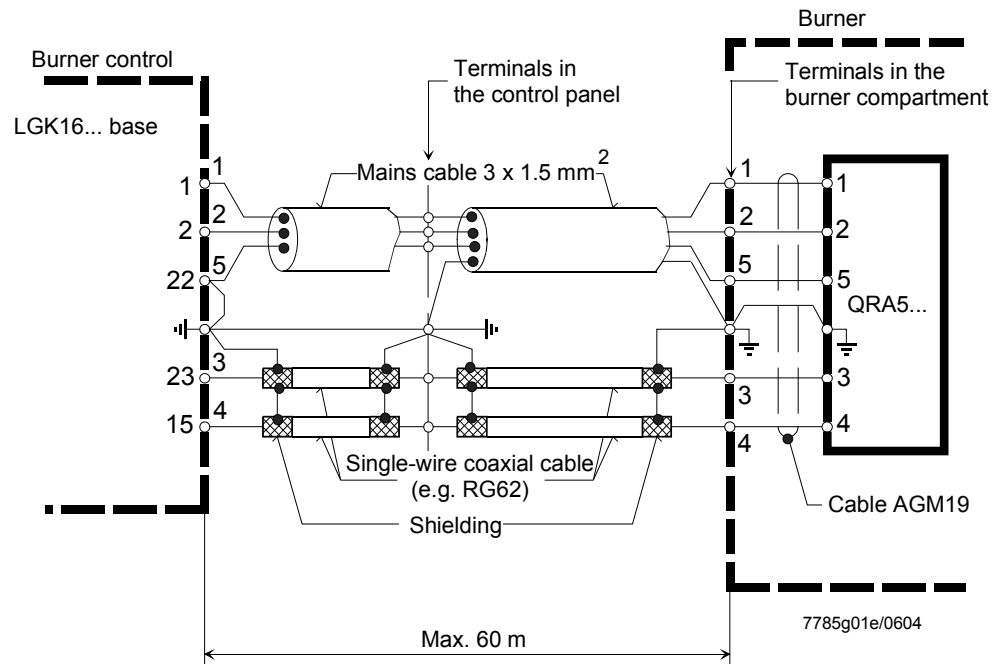 Burner
Burner control
Terminals in
the control panel
Terminals in the
burner compartment
LGK16... base
Mains cable 3 x 1.5 mm 2
1 1 1 1
2 2 2 2
22 5 5 5
QRA5...
23 3 3 3
15 4 4 4
Single-wire coaxial cable
(e.g. RG62)
Shielding
Cable AGM19
Max. 60 m
7785g01e/0604